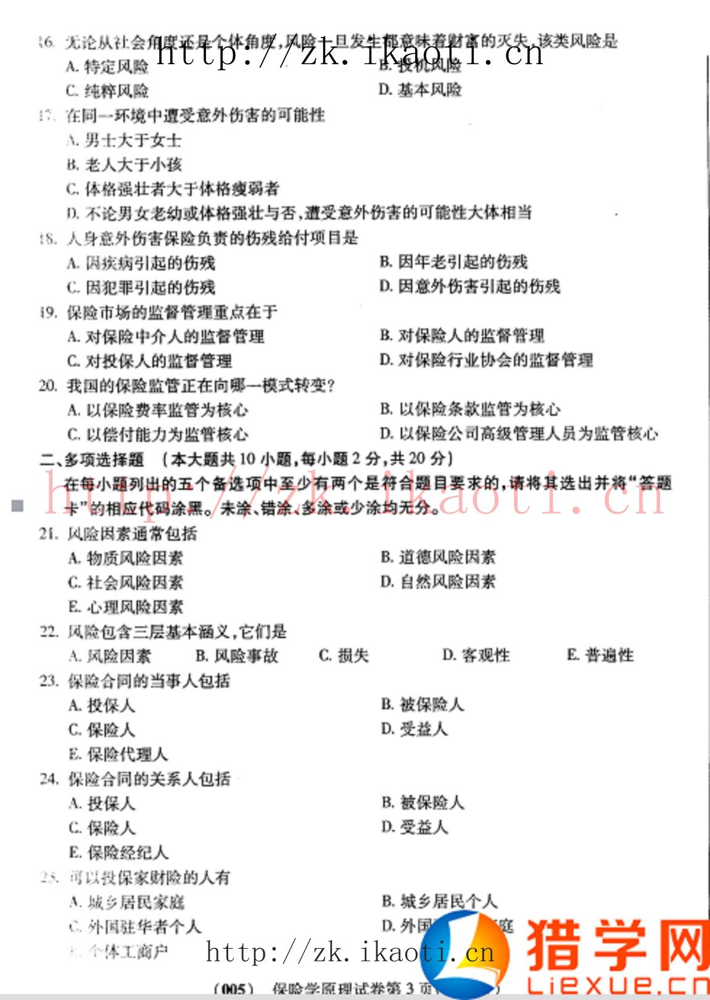 16. 无论从社会角度还是个体角度,风险一旦发生都意味着财富的灭失,该类风险是
http://zk.ikaoti.cn
A. 特定风险 B. 投机风险
C. 纯粹风险 D. 基本风险
17. 在同一环境中遭受意外伤害的可能性
A. 男士大于女士
B. 老人大于小孩
C. 体格强壮者大于体格瘦弱者
D. 不论男女老幼或体格强壮与否,遭受意外伤害的可能性大体相当
18. 人身意外伤害保险负责的伤残给付项目是
A. 因疾病引起的伤残 B. 因年老引起的伤残
C. 因犯罪引起的伤残 D. 因意外伤害引起的伤残
19. 保险市场的监督管理重点在于
A. 对保险中介人的监督管理 B. 对保险人的监督管理
C. 对投保人的监督管理 D. 对保险行业协会的监督管理
20. 我国的保险监管正在向哪一模式转变?
A. 以保险费率监管为核心 B. 以保险条款监管为核心
C. 以偿付能力为监管核心 D. 以保险公司高级管理人员为监管核心
二、多项选择题 (本大题共 10 小题,每小题 2 分,共 20 分)
在每小题列出的五个备选项中至少有两个是符合题目要求的,请将其选出并将“答题
http://zk.ikaoti.cn
卡”的相应代码涂黑。未涂、错涂、多涂或少涂均无分。
21. 风险因素通常包括
A. 物质风险因素 B. 道德风险因素
C. 社会风险因素 D. 自然风险因素
E. 心理风险因素
22. 风险包含三层基本涵义,它们是
A. 风险因素 B. 风险事故 C. 损失 D. 客观性 E. 普遍性
23. 保险合同的当事人包括
A. 投保人 B. 被保险人
C. 保险人 D. 受益人
E. 保险代理人
24. 保险合同的关系人包括
A. 投保人 B. 被保险人
C. 保险人 D. 受益人
E. 保险经纪人
25. 可以投保家财险的人有
A. 城乡居民家庭 B. 城乡居民个人
C. 外国驻华者个人 D. 外国 庭
E. 个体工商户
http://zk.ikaoti.cn
猎学网
Liexue.cn
(005) 保险学原理试卷第 3 页